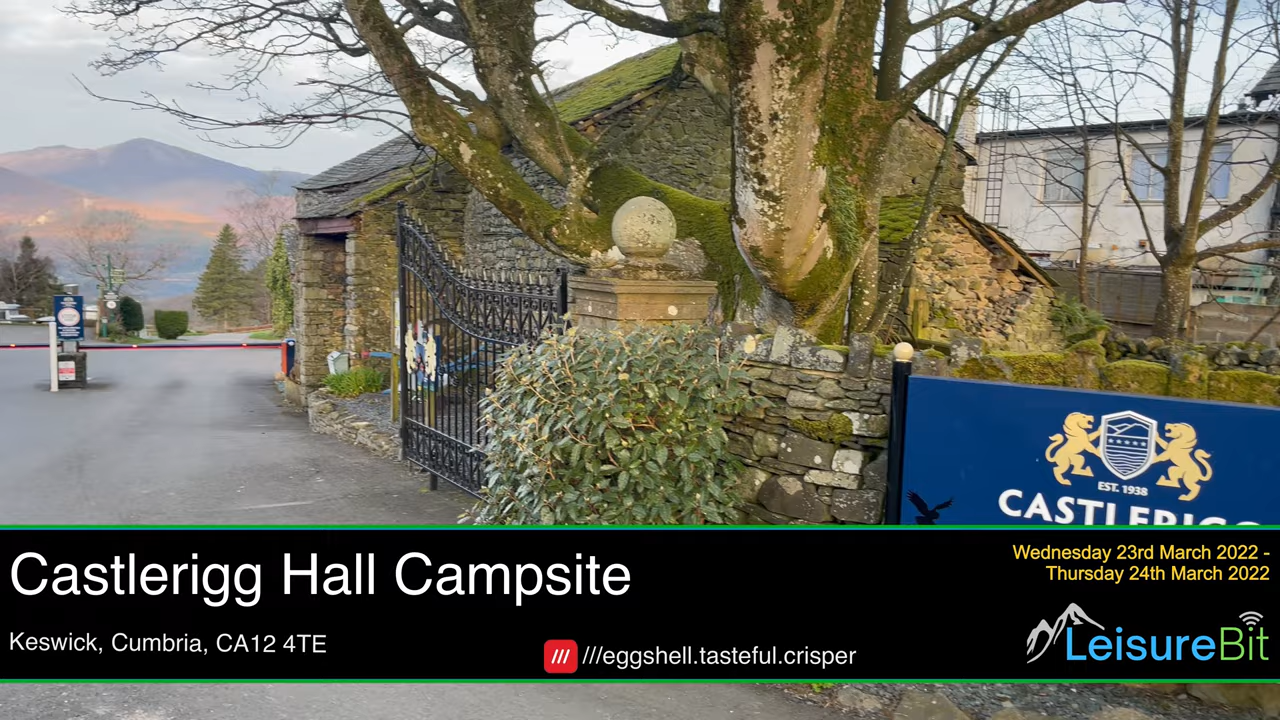 EST. 1938
CASTLERIGG
Castlerigg Hall Campsite
Wednesday 23rd March 2022 -
Thursday 24th March 2022
Keswick, Cumbria, CA12 4TE
///eggshell.tasteful.crisper
LeisureBit